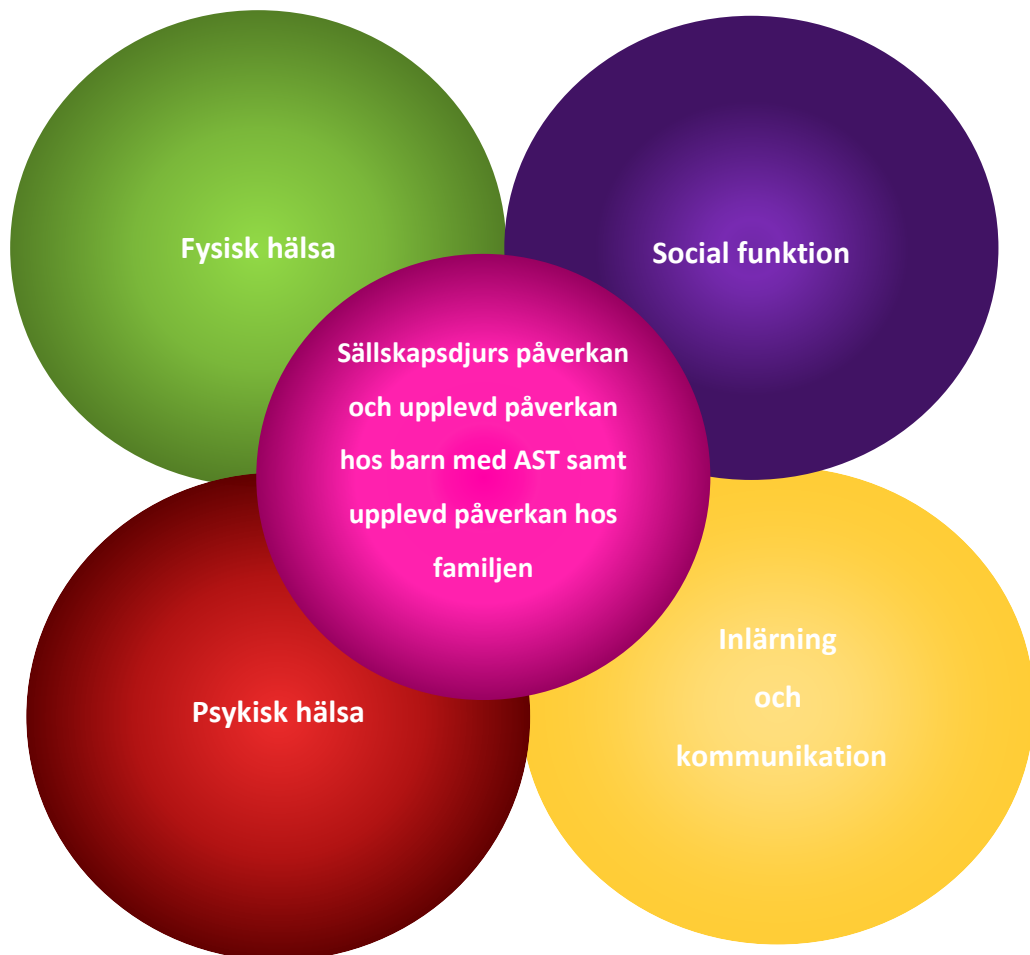 Fysisk hälsa
Social funktion
Sällskapsdjurs påverkan
och upplevd påverkan
hos barn med AST samt
upplevd påverkan hos
familjen
Psykisk hälsa
Inlärning
och
kommunikation